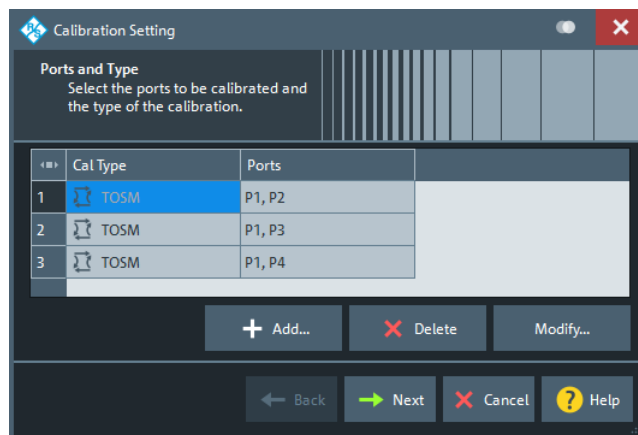 Calibration Setting
Ports and Type
Select the ports to be calibrated and
the type of the calibration.
Cal Type Ports
1 TOSM P1, P2
2 TOSM P1, P3
3 TOSM P1, P4
Add... Delete Modify...
Back Next Cancel ? Help